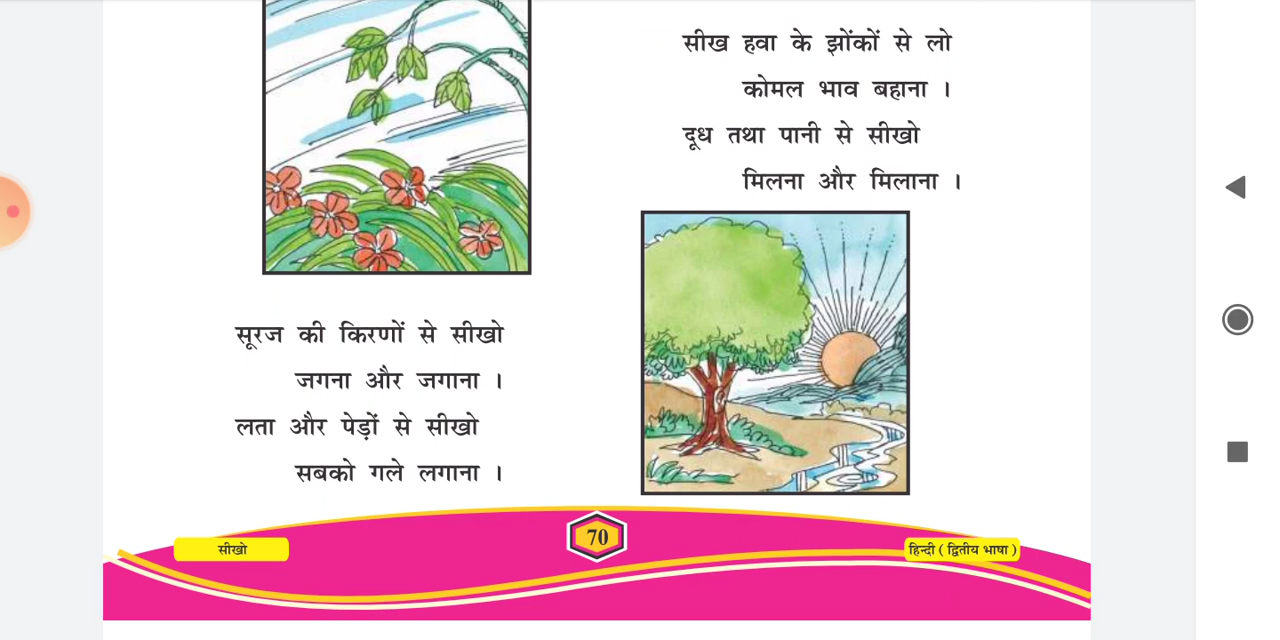 सीख हवा के झोंकों से लो
कोमल भाव बहाना ।
दूध तथा पानी से सीखो
मिलना और मिलाना ।
सूरज की किरणों से सीखो
जगना और जगाना ।
लता और पेड़ों से सीखो
सबको गले लगाना ।
सीखो
70
हिन्दी ( द्वितीय भाषा )